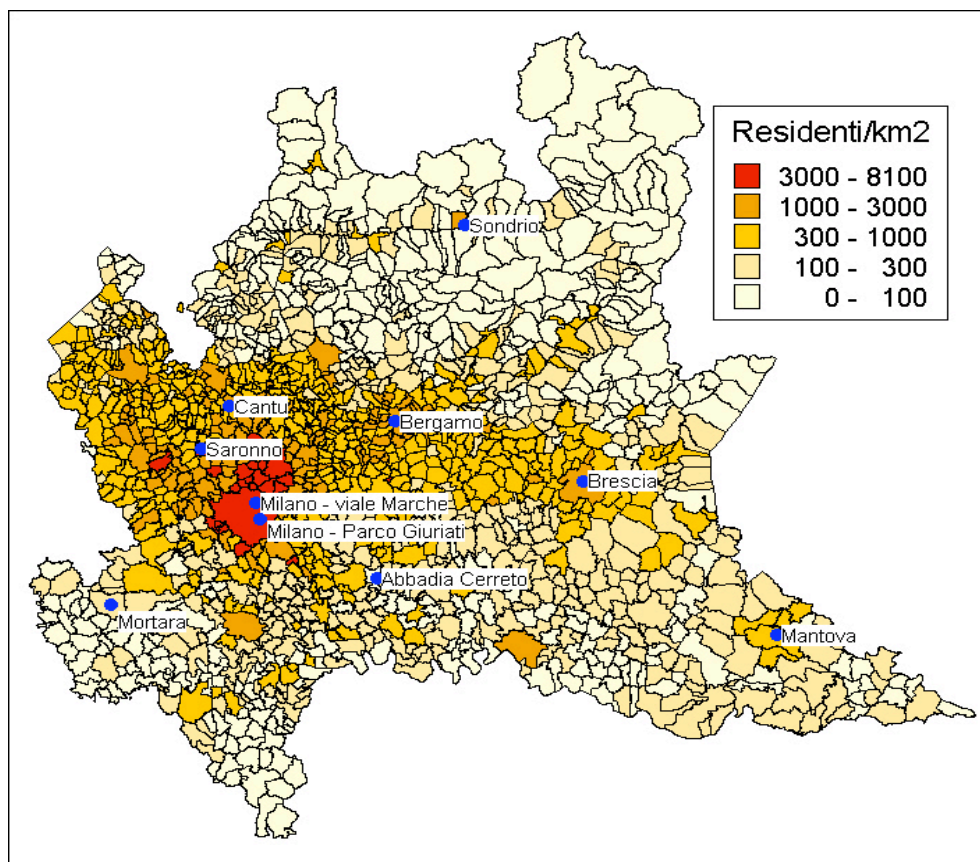 Residenti/km2
3000 - 8100
1000 - 3000
300 - 1000
100 - 300
0 - 100
Sondrio
Cantu
Bergamo
Saronno
Brescia
Milano - viale Marche
Milano - Parco Giuriati
Abbadia Cerreto
Mortara
Mantova